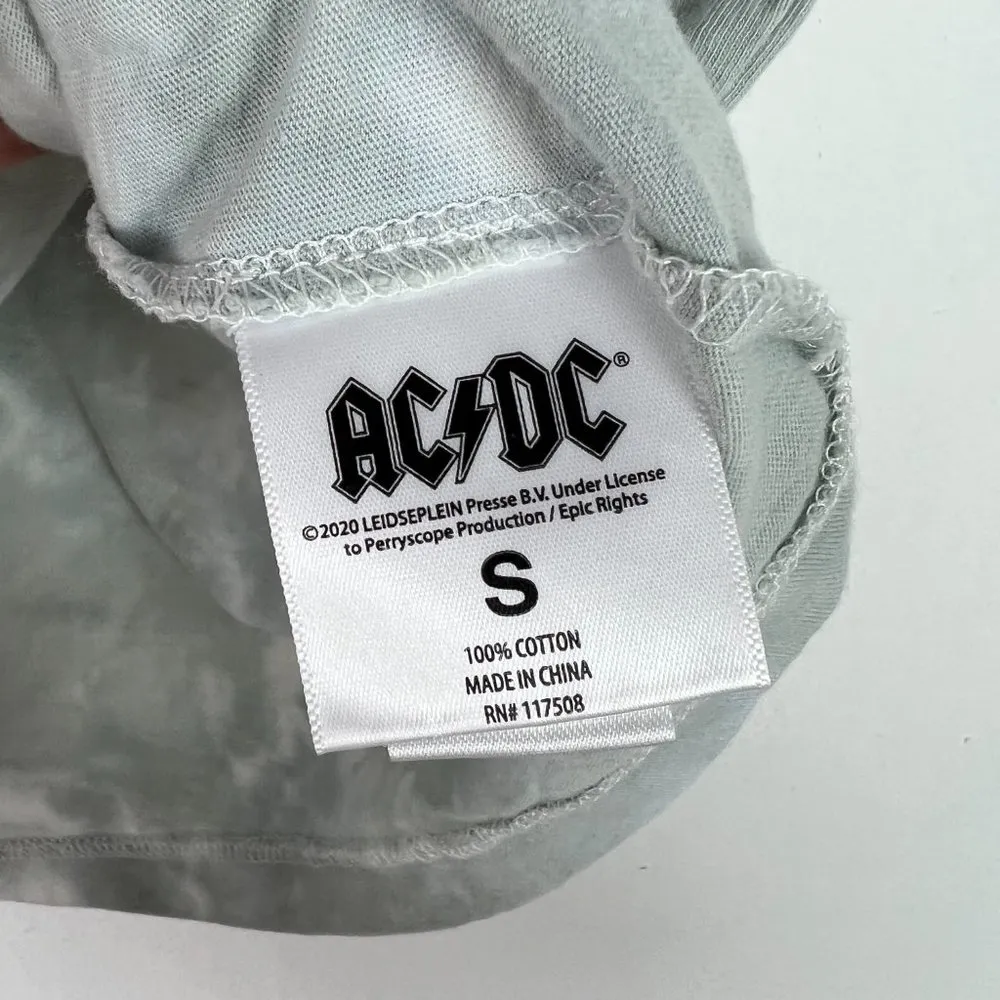 AC⚡DC®
©2020 LEIDSEPLEIN Presse B.V. Under License
to Perryscope Production / Epic Rights
S
100% COTTON
MADE IN CHINA
RN# 117508